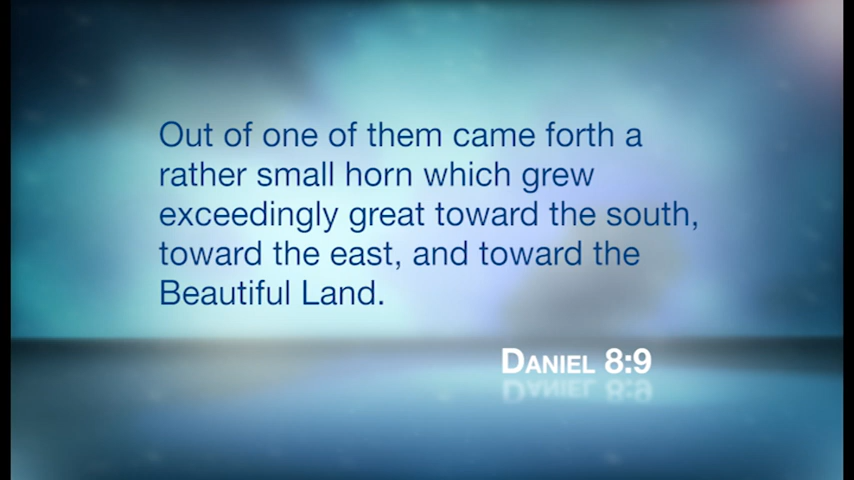 Out of one of them came forth a
rather small horn which grew
exceedingly great toward the south,
toward the east, and toward the
Beautiful Land.
DANIEL 8:9